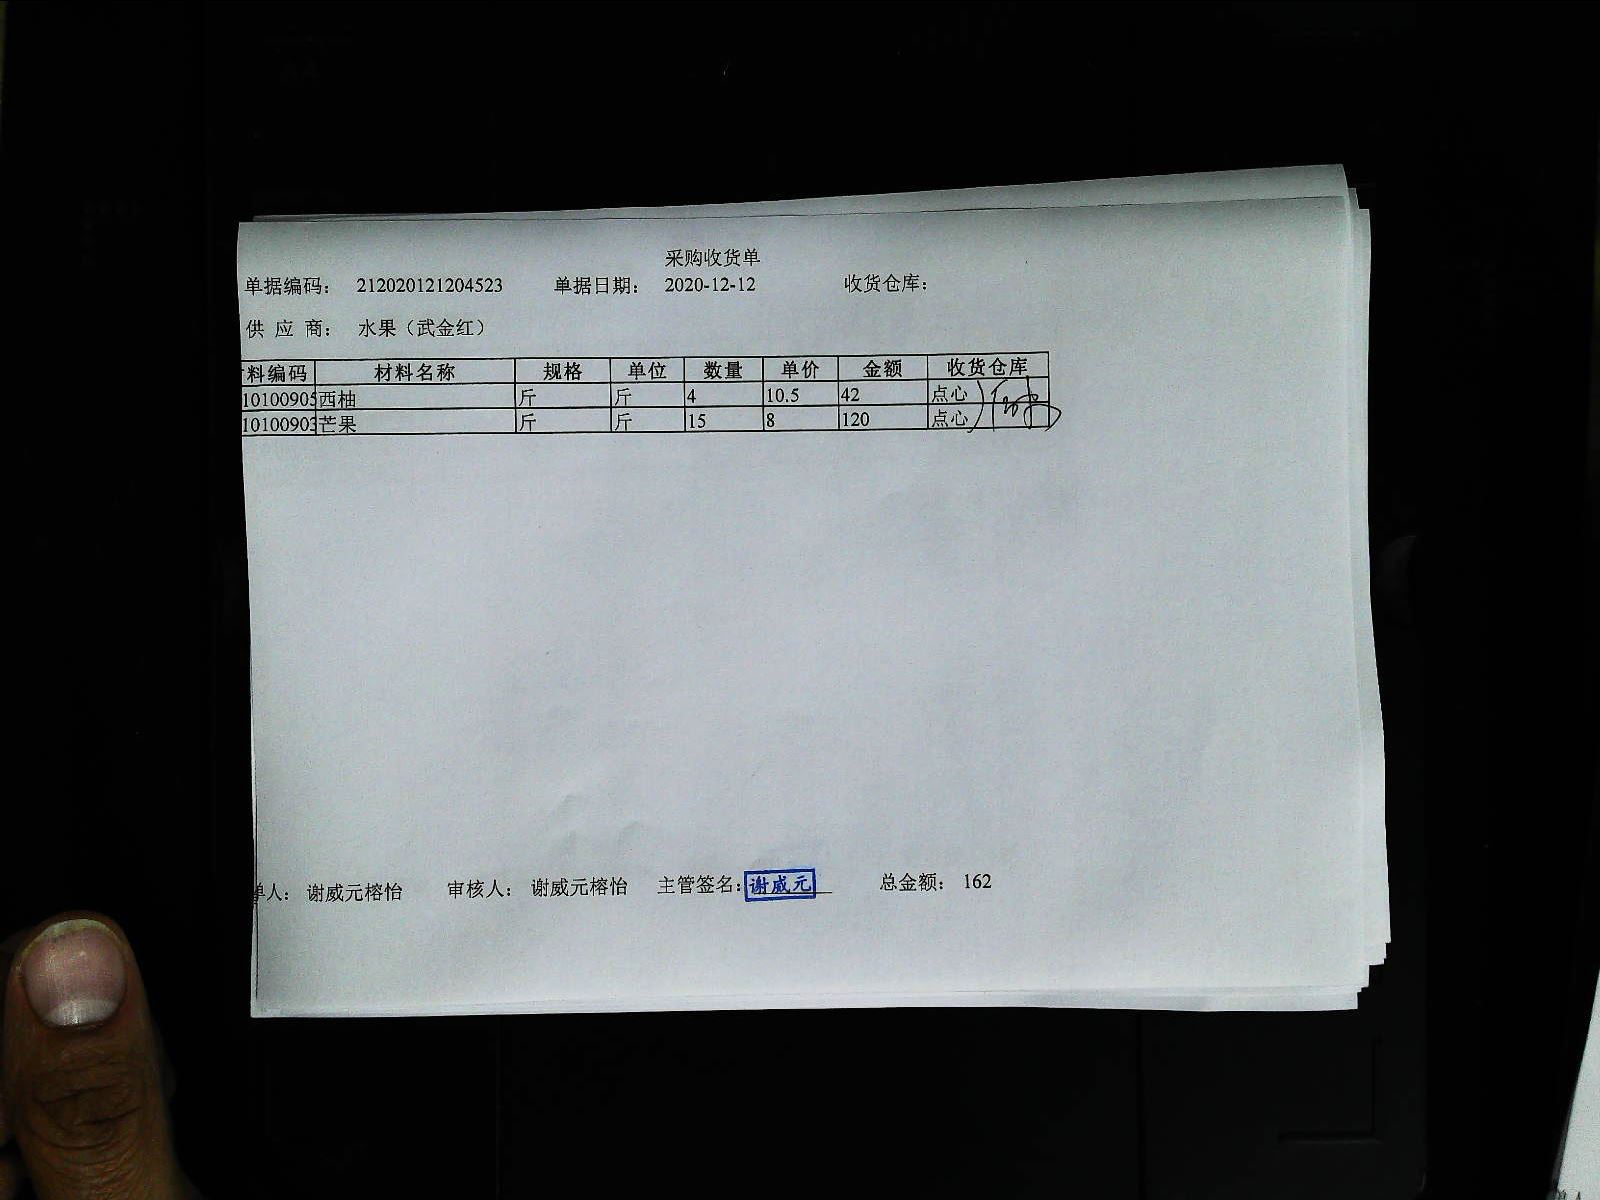 采购收货单
单据编码： 212020121204523 单据日期： 2020-12-12 收货仓库：
供 应 商： 水果（武金红）
料编码 材料名称 规格 单位 数量 单价 金额 收货仓库
10100905 西柚 斤 斤 4 10.5 42 点心
10100903 芒果 斤 斤 15 8 120 点心
单人： 谢威元榕怡 审核人： 谢威元榕怡 主管签名： 谢威元 总金额： 162